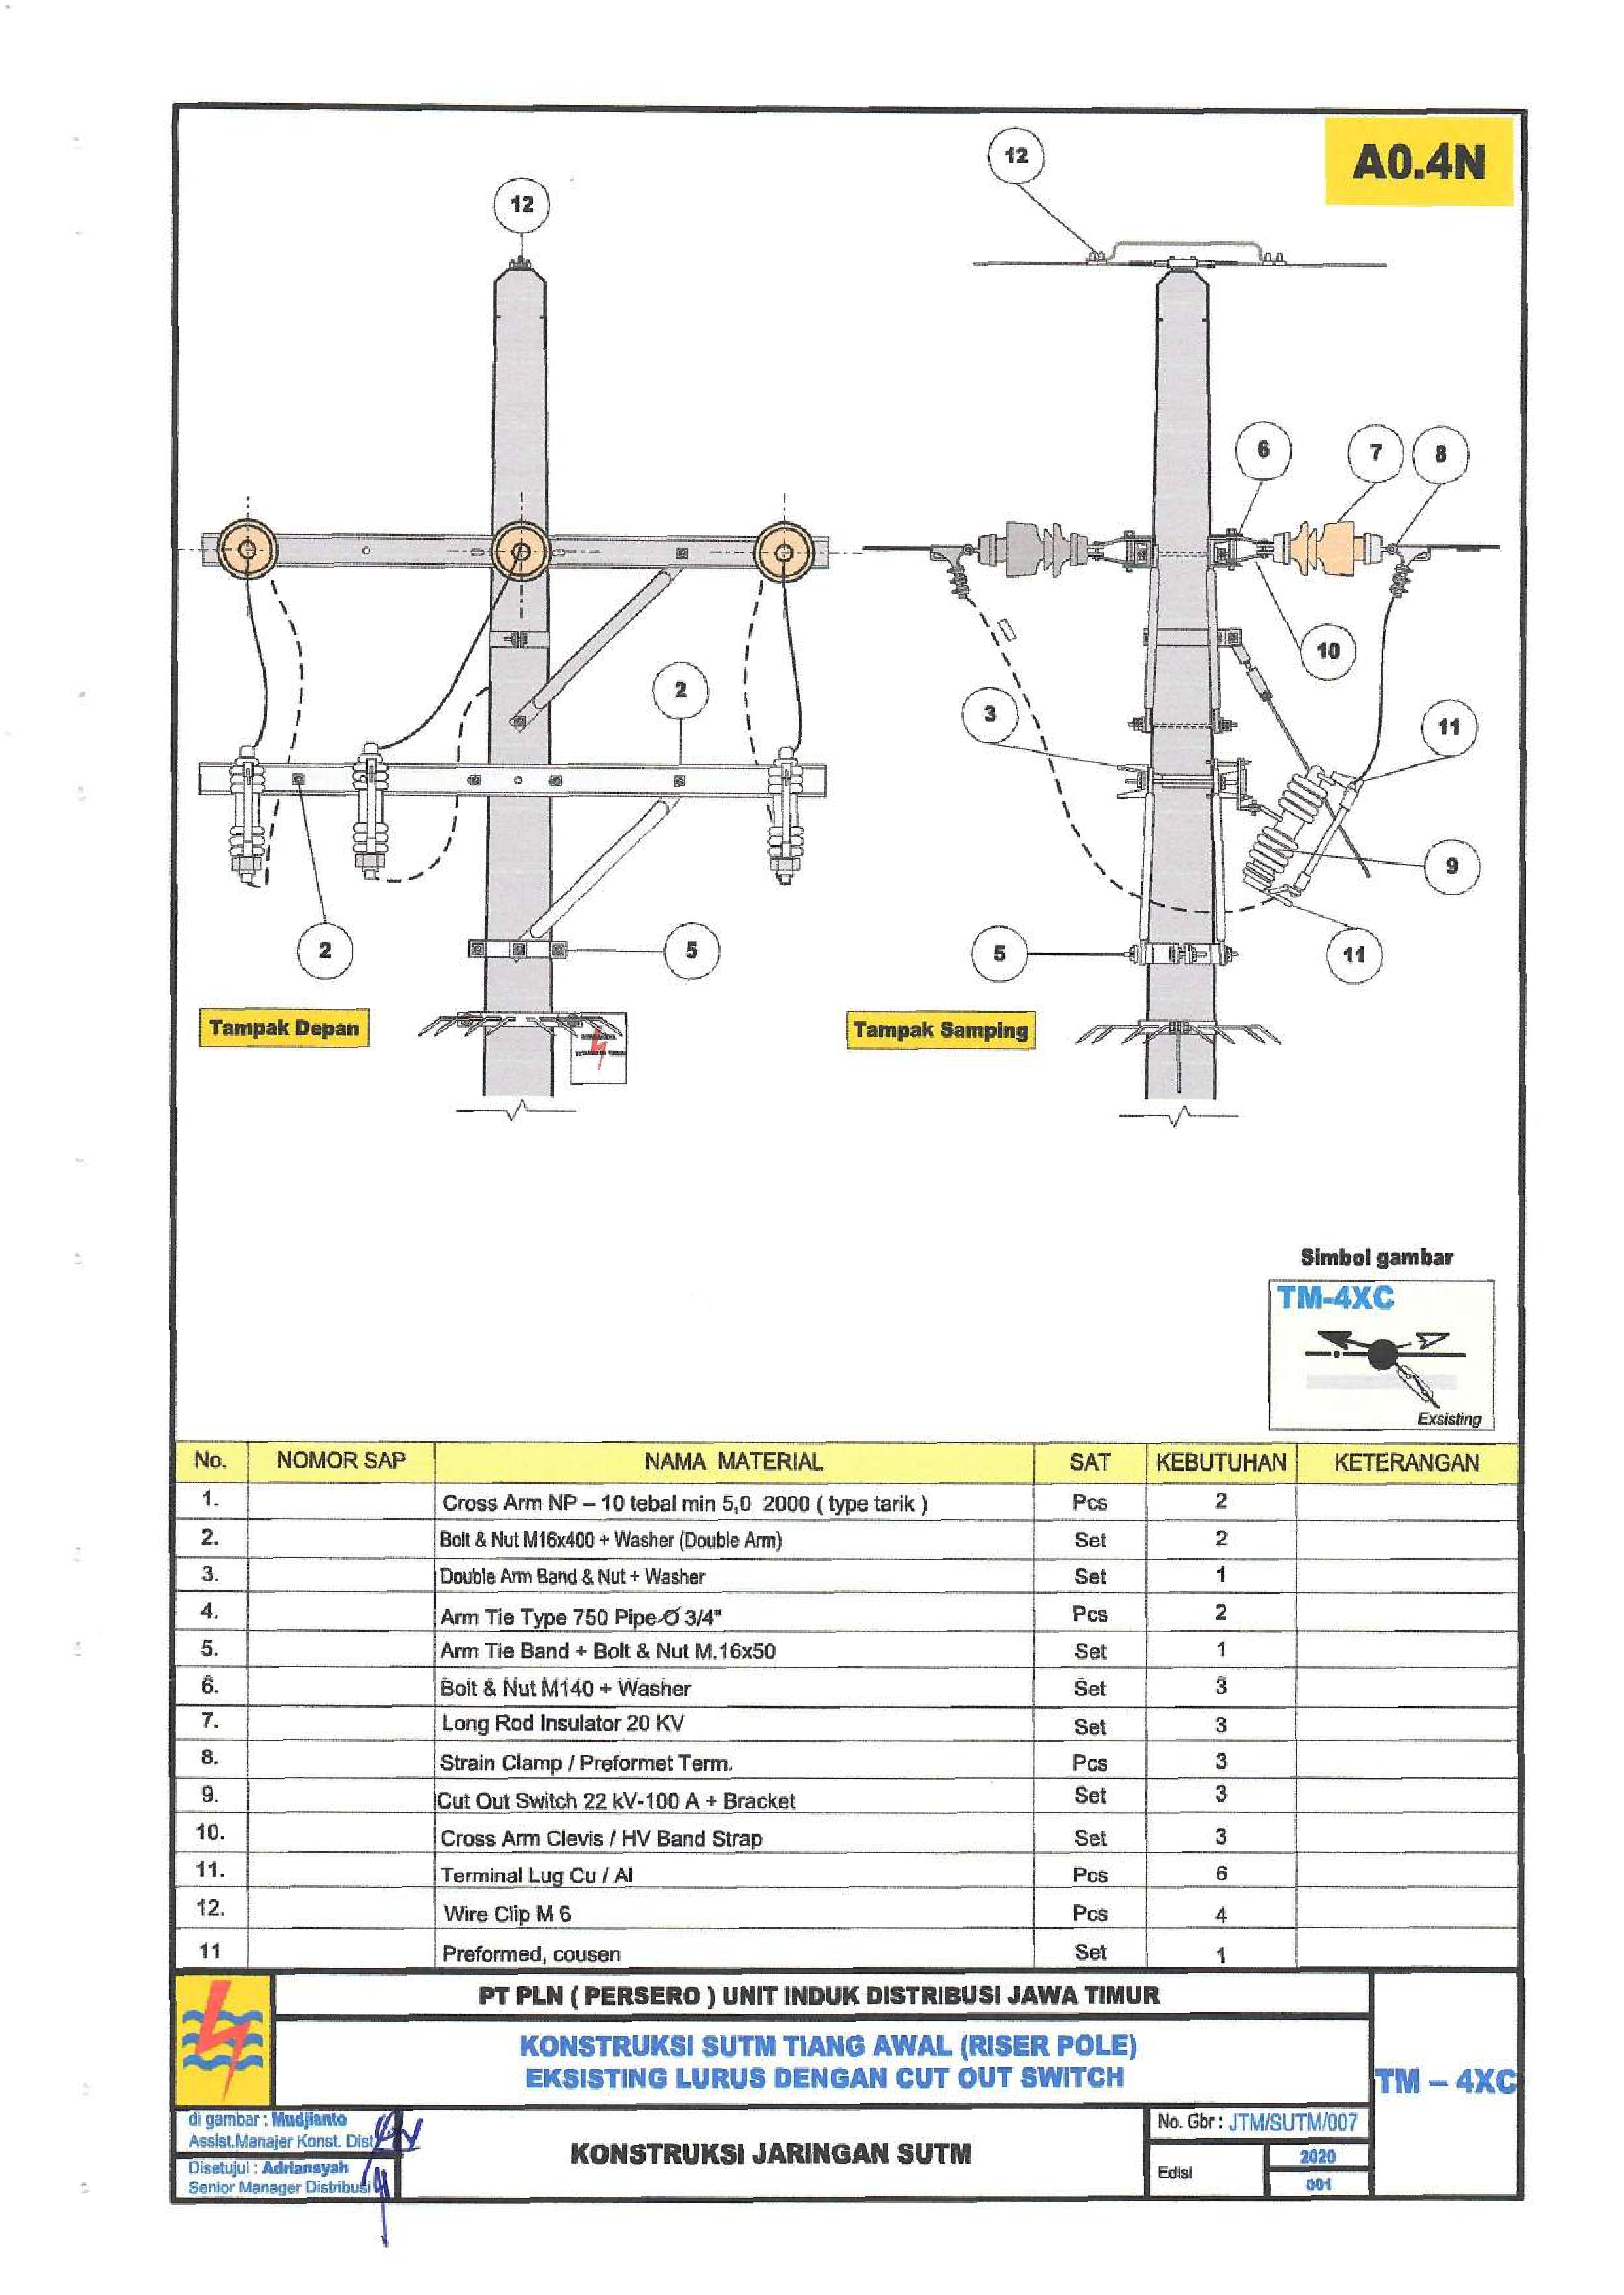 A0.4N
12
12
6
7
8
10
2
3
11
9
2
5
5
11
Tampak Depan
Tampak Samping
Simbol gambar
TM-4XC
Exsisting
No. NOMOR SAP NAMA MATERIAL SAT KEBUTUHAN KETERANGAN
1. Cross Arm NP – 10 tebal min 5,0 2000 ( type tarik ) Pcs 2
2. Bolt & Nut M16x400 + Washer (Double Arm) Set 2
3. Double Arm Band & Nut + Washer Set 1
4. Arm Tie Type 750 Pipe Ø 3/4" Pcs 2
5. Arm Tie Band + Bolt & Nut M.16x50 Set 1
6. Bolt & Nut M140 + Washer Set 3
7. Long Rod Insulator 20 KV Set 3
8. Strain Clamp / Preformet Term. Pcs 3
9. Cut Out Switch 22 kV-100 A + Bracket Set 3
10. Cross Arm Clevis / HV Band Strap Set 3
11. Terminal Lug Cu / Al Pcs 6
12. Wire Clip M 6 Pcs 4
11 Preformed, cousen Set 1
PT PLN ( PERSERO ) UNIT INDUK DISTRIBUSI JAWA TIMUR
KONSTRUKSI SUTM TIANG AWAL (RISER POLE)
EKSISTING LURUS DENGAN CUT OUT SWITCH
TM – 4XC
di gambar : Mudjianto
Assist.Manajer Konst. Dist
Disetujui : Adriansyah
Senior Manager Distribusi
KONSTRUKSI JARINGAN SUTM
No. Gbr : JTM/SUTM/007
Edisi
2020
001